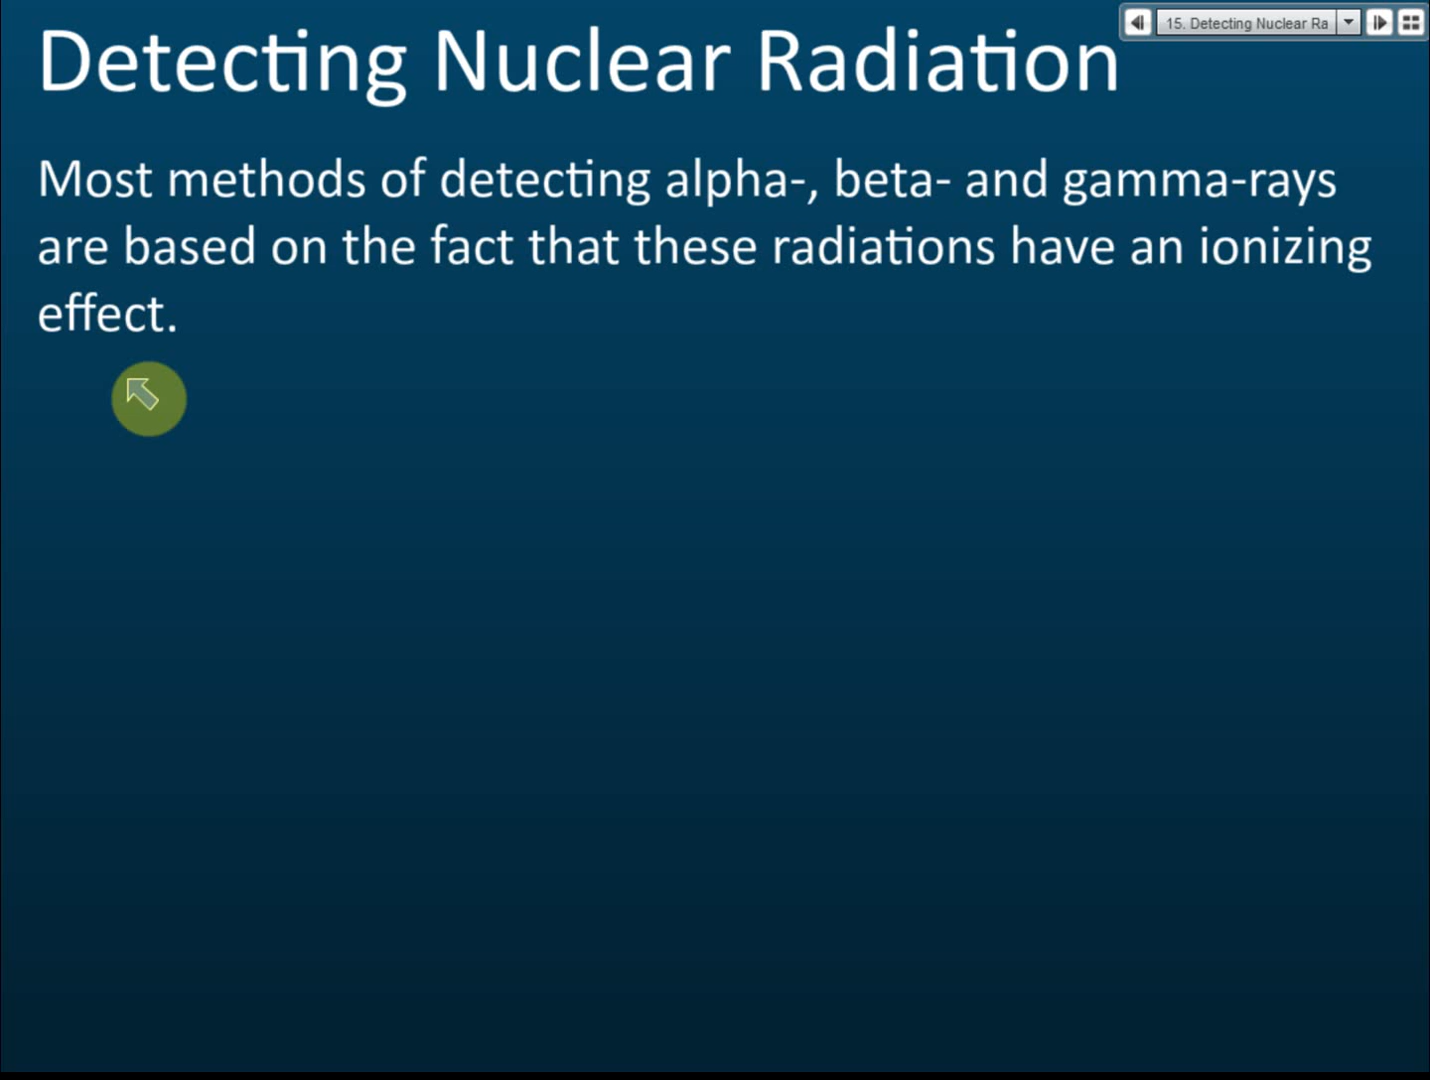 15. Detecting Nuclear Ra
Detecting Nuclear Radiation
Most methods of detecting alpha-, beta- and gamma-rays
are based on the fact that these radiations have an ionizing
effect.